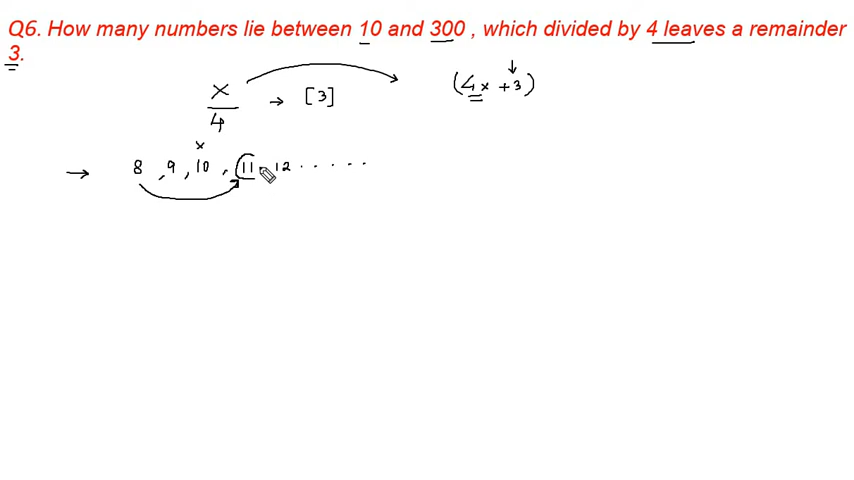 Q6. How many numbers lie between 10 and 300 , which divided by 4 leaves a remainder
3.
x/4 → [3] (4x + 3)
→ 8 , 9 , 10 , 11 12 . . . . .